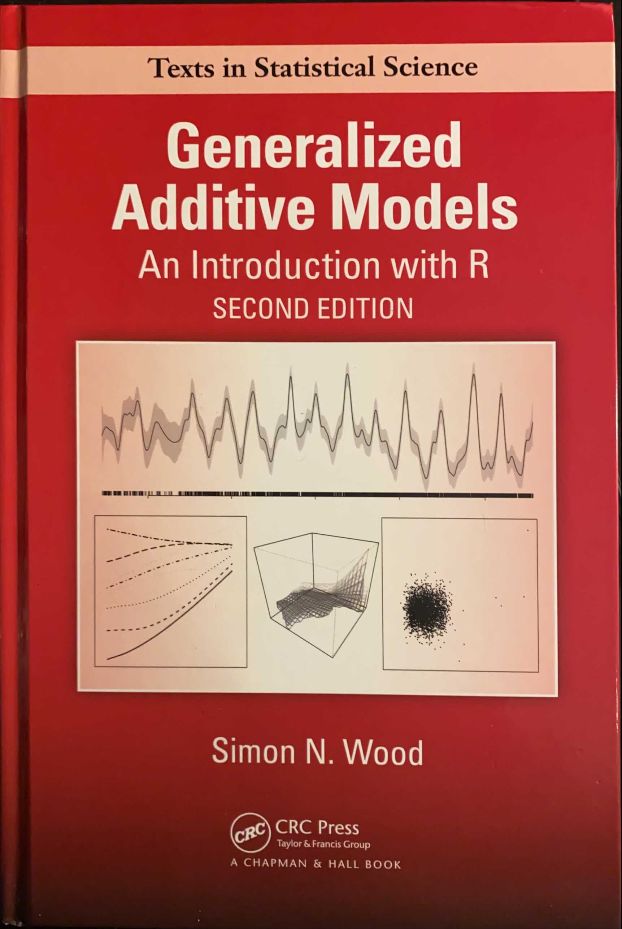 Texts in Statistical Science
Generalized
Additive Models
An Introduction with R
SECOND EDITION
Simon N. Wood
CRC
CRC Press
Taylor & Francis Group
A CHAPMAN & HALL BOOK